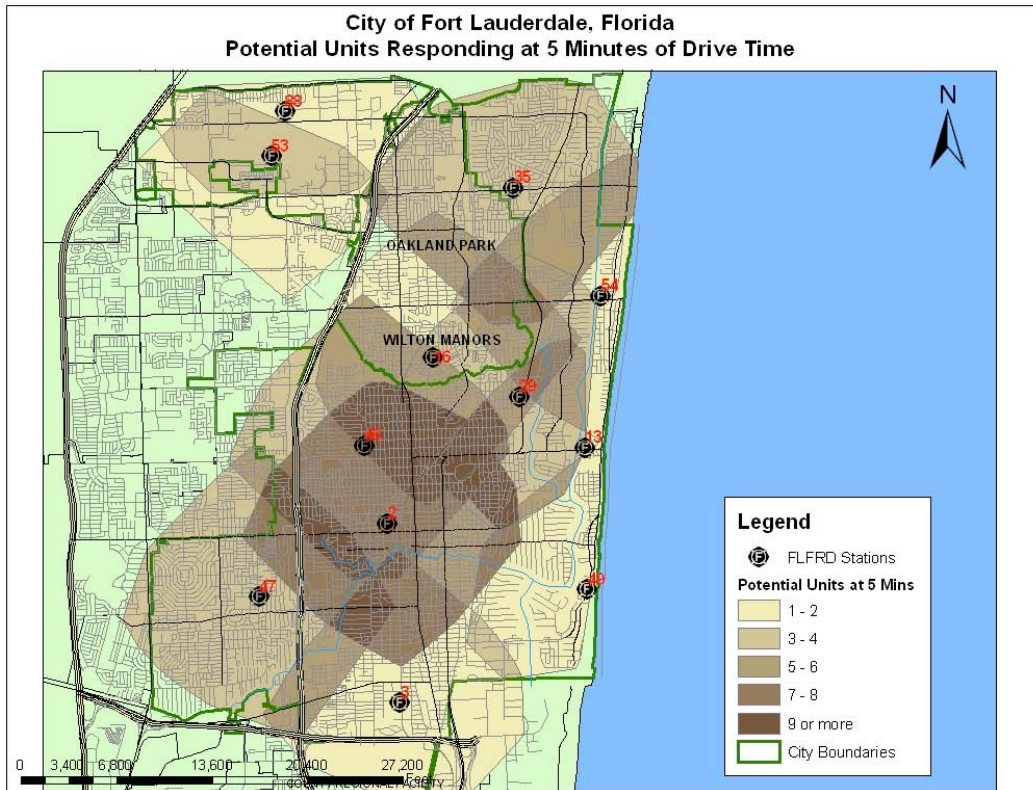 City of Fort Lauderdale, Florida
Potential Units Responding at 5 Minutes of Drive Time
N
88
53
35
OAKLAND PARK
54
WILTON MANORS
16
29
46
13
2
47
49
3
Legend
FLFRD Stations
Potential Units at 5 Mins
1 - 2
3 - 4
5 - 6
7 - 8
9 or more
City Boundaries
0 3,400 6,800 13,600 20,400 27,200
Feet